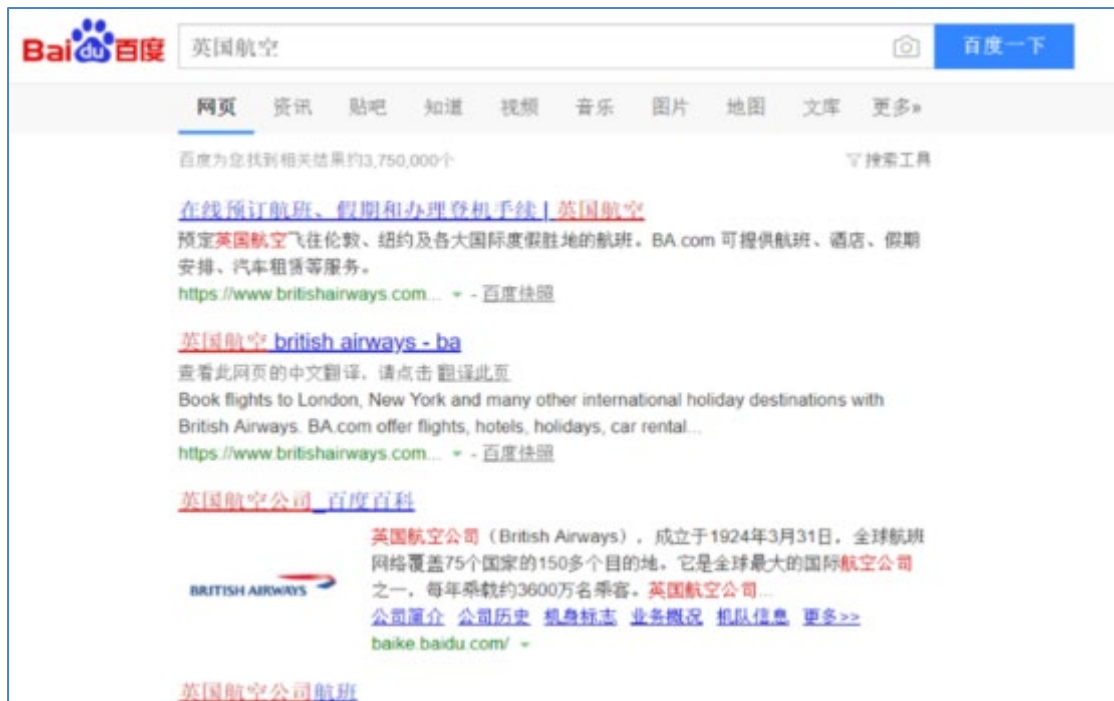 Bai du 百度
英国航空
百度一下
网页 资讯 贴吧 知道 视频 音乐 图片 地图 文库 更多»
百度为您找到相关结果约3,750,000个 搜索工具
在线预订航班、假期和办理登机手续 | 英国航空
预定英国航空飞往伦敦、纽约及各大国际度假胜地的航班。BA.com 可提供航班、酒店、假期
安排、汽车租赁等服务。
https://www.britishairways.com... - 百度快照
英国航空 british airways - ba
查看此网页的中文翻译，请点击 翻译此页
Book flights to London, New York and many other international holiday destinations with
British Airways. BA.com offer flights, hotels, holidays, car rental...
https://www.britishairways.com... - 百度快照
英国航空公司_百度百科
BRITISH AIRWAYS
英国航空公司（British Airways），成立于1924年3月31日，全球航班
网络覆盖75个国家的150多个目的地。它是全球最大的国际航空公司
之一，每年乘载约3600万名乘客。英国航空公司...
公司简介 公司历史 机身标志 业务概况 机队信息 更多>>
baike.baidu.com/
英国航空公司航班